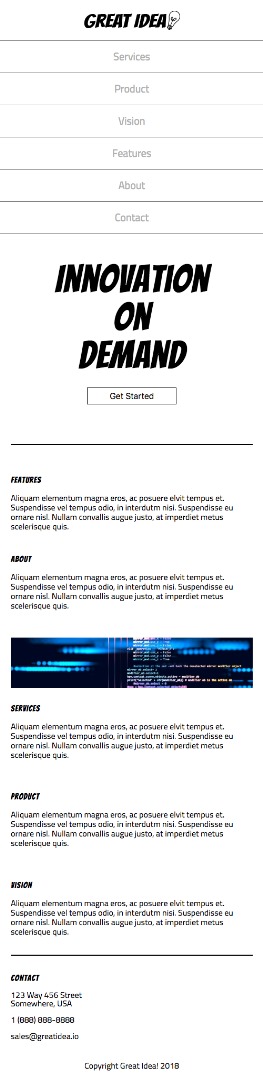 GREAT IDEA
Services
Product
Vision
Features
About
Contact
INNOVATION
ON
DEMAND
Get Started
FEATURES
Aliquam elementum magna eros, ac posuere elvit tempus et.
Suspendisse vel tempus odio, in interdutm nisi. Suspendisse eu
ornare nisl. Nullam convallis augue justo, at imperdiet metus
scelerisque quis.
ABOUT
Aliquam elementum magna eros, ac posuere elvit tempus et.
Suspendisse vel tempus odio, in interdutm nisi. Suspendisse eu
ornare nisl. Nullam convallis augue justo, at imperdiet metus
scelerisque quis.
SERVICES
Aliquam elementum magna eros, ac posuere elvit tempus et.
Suspendisse vel tempus odio, in interdutm nisi. Suspendisse eu
ornare nisl. Nullam convallis augue justo, at imperdiet metus
scelerisque quis.
PRODUCT
Aliquam elementum magna eros, ac posuere elvit tempus et.
Suspendisse vel tempus odio, in interdutm nisi. Suspendisse eu
ornare nisl. Nullam convallis augue justo, at imperdiet metus
scelerisque quis.
VISION
Aliquam elementum magna eros, ac posuere elvit tempus et.
Suspendisse vel tempus odio, in interdutm nisi. Suspendisse eu
ornare nisl. Nullam convallis augue justo, at imperdiet metus
scelerisque quis.
CONTACT
123 Way 456 Street
Somewhere, USA
1 (888) 888-8888
sales@greatidea.io
Copyright Great Idea! 2018